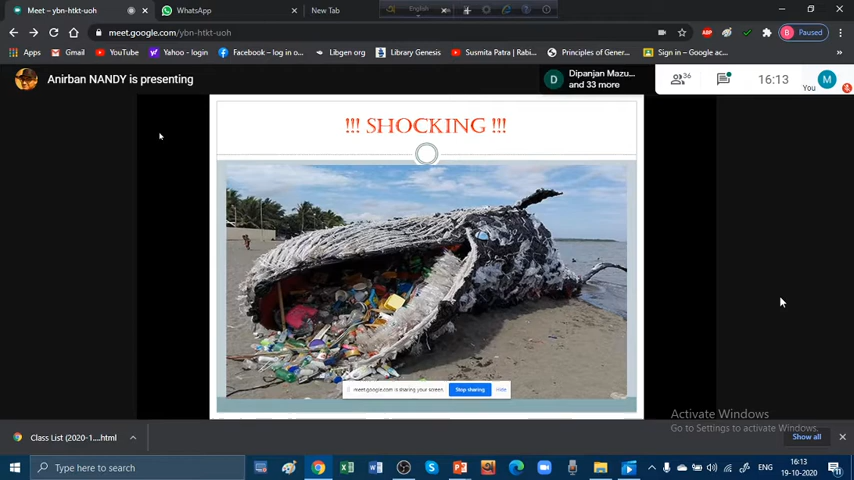 Meet – ybn-htkt-uoh
WhatsApp
New Tab
English
meet.google.com/ybn-htkt-uoh
Paused
Apps
Gmail
YouTube
Yahoo - login
Facebook – log in o...
Libgen org
Library Genesis
Susmita Patra | Rabi...
Principles of Gener...
Sign in – Google ac...
Anirban NANDY is presenting
D
Dipanjan Mazu...
and 33 more
36
16:13
You
M
!!! SHOCKING !!!
meet.google.com is sharing your screen.
Stop sharing
Hide
Activate Windows
Go to Settings to activate Windows.
Class List (2020-1....html
Show all
Type here to search
ENG
16:13
19-10-2020